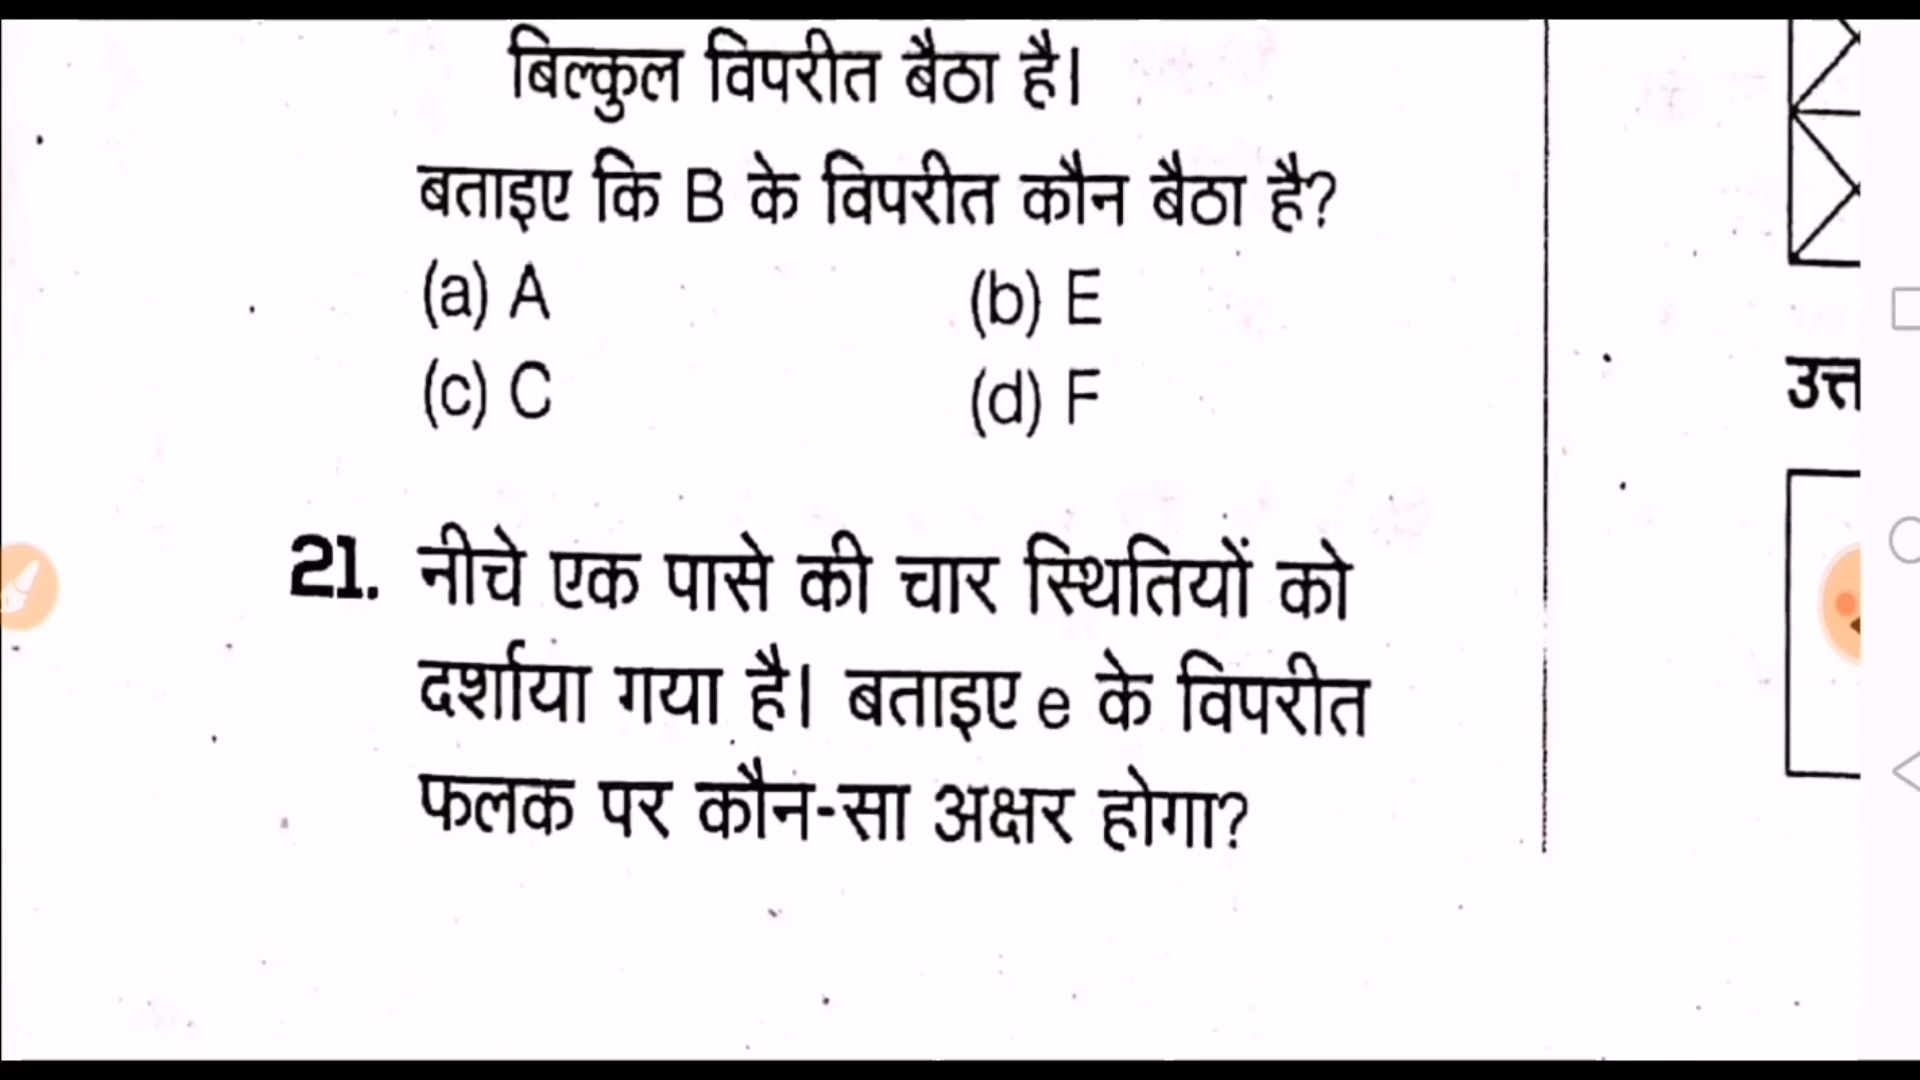 बिल्कुल विपरीत बैठा है।
बताइए कि B के विपरीत कौन बैठा है?
(a) A (b) E
(c) C (d) F
21. नीचे एक पासे की चार स्थितियों को
दर्शाया गया है। बताइए e के विपरीत
फलक पर कौन-सा अक्षर होगा?